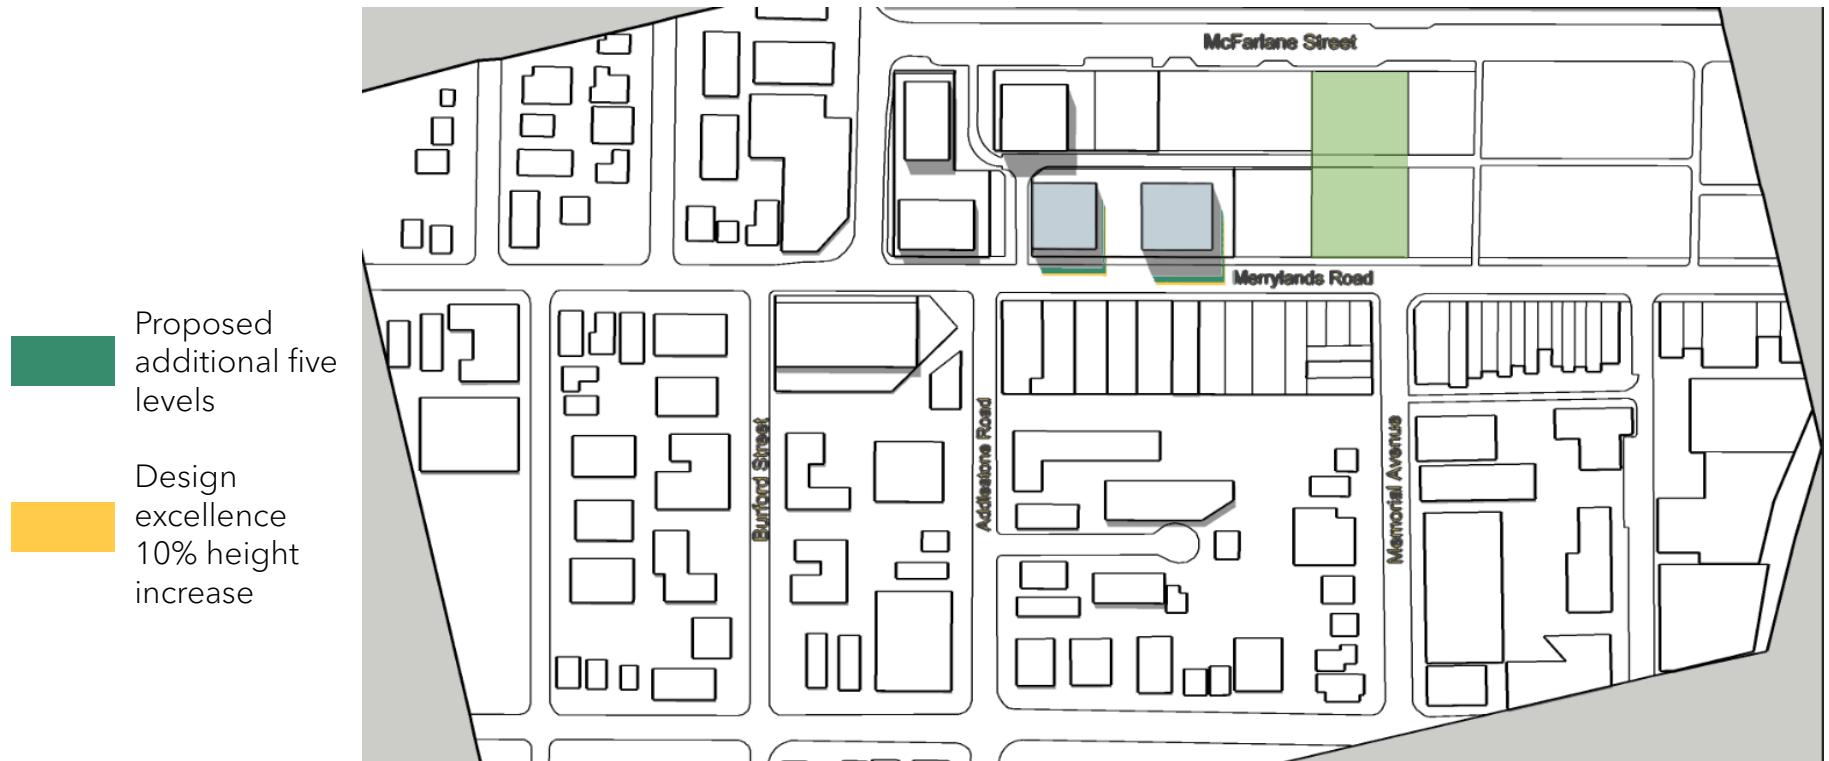 McFarlane Street
Merrylands Road
Proposed
additional five
levels
Design
excellence
10% height
increase
Burford Street
Addlestone Road
Memorial Avenue